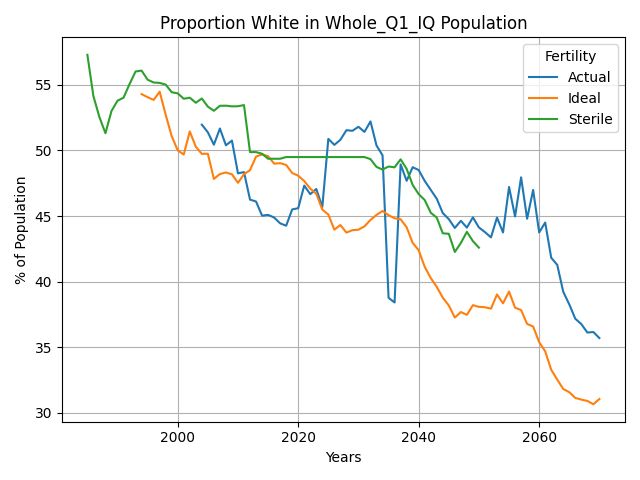 Proportion White in Whole_Q1_IQ Population
Fertility
Actual
Ideal
Sterile
% of Population
55
50
45
40
35
30
2000
2020
2040
2060
Years